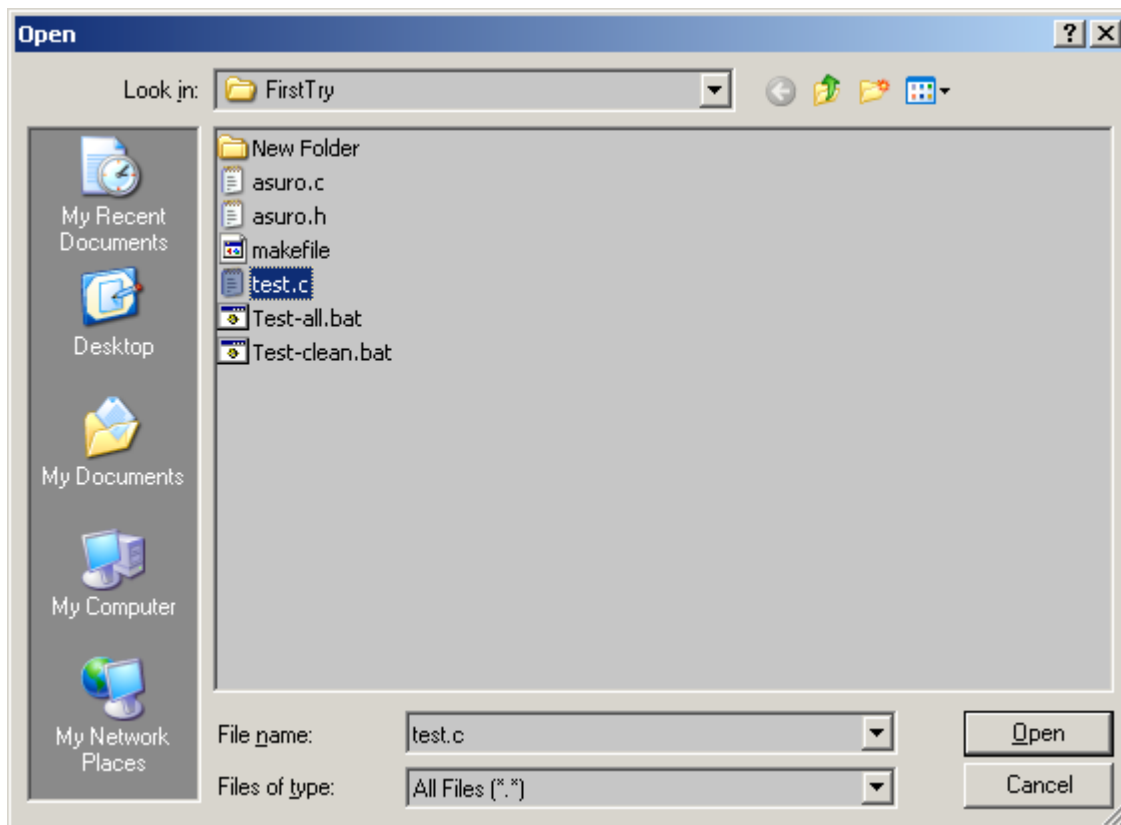 Open
Look in:
FirstTry
My Recent
Documents
Desktop
My Documents
My Computer
My Network
Places
New Folder
asuro.c
asuro.h
makefile
test.c
Test-all.bat
Test-clean.bat
File name:
test.c
Open
Files of type:
All Files (*.*)
Cancel